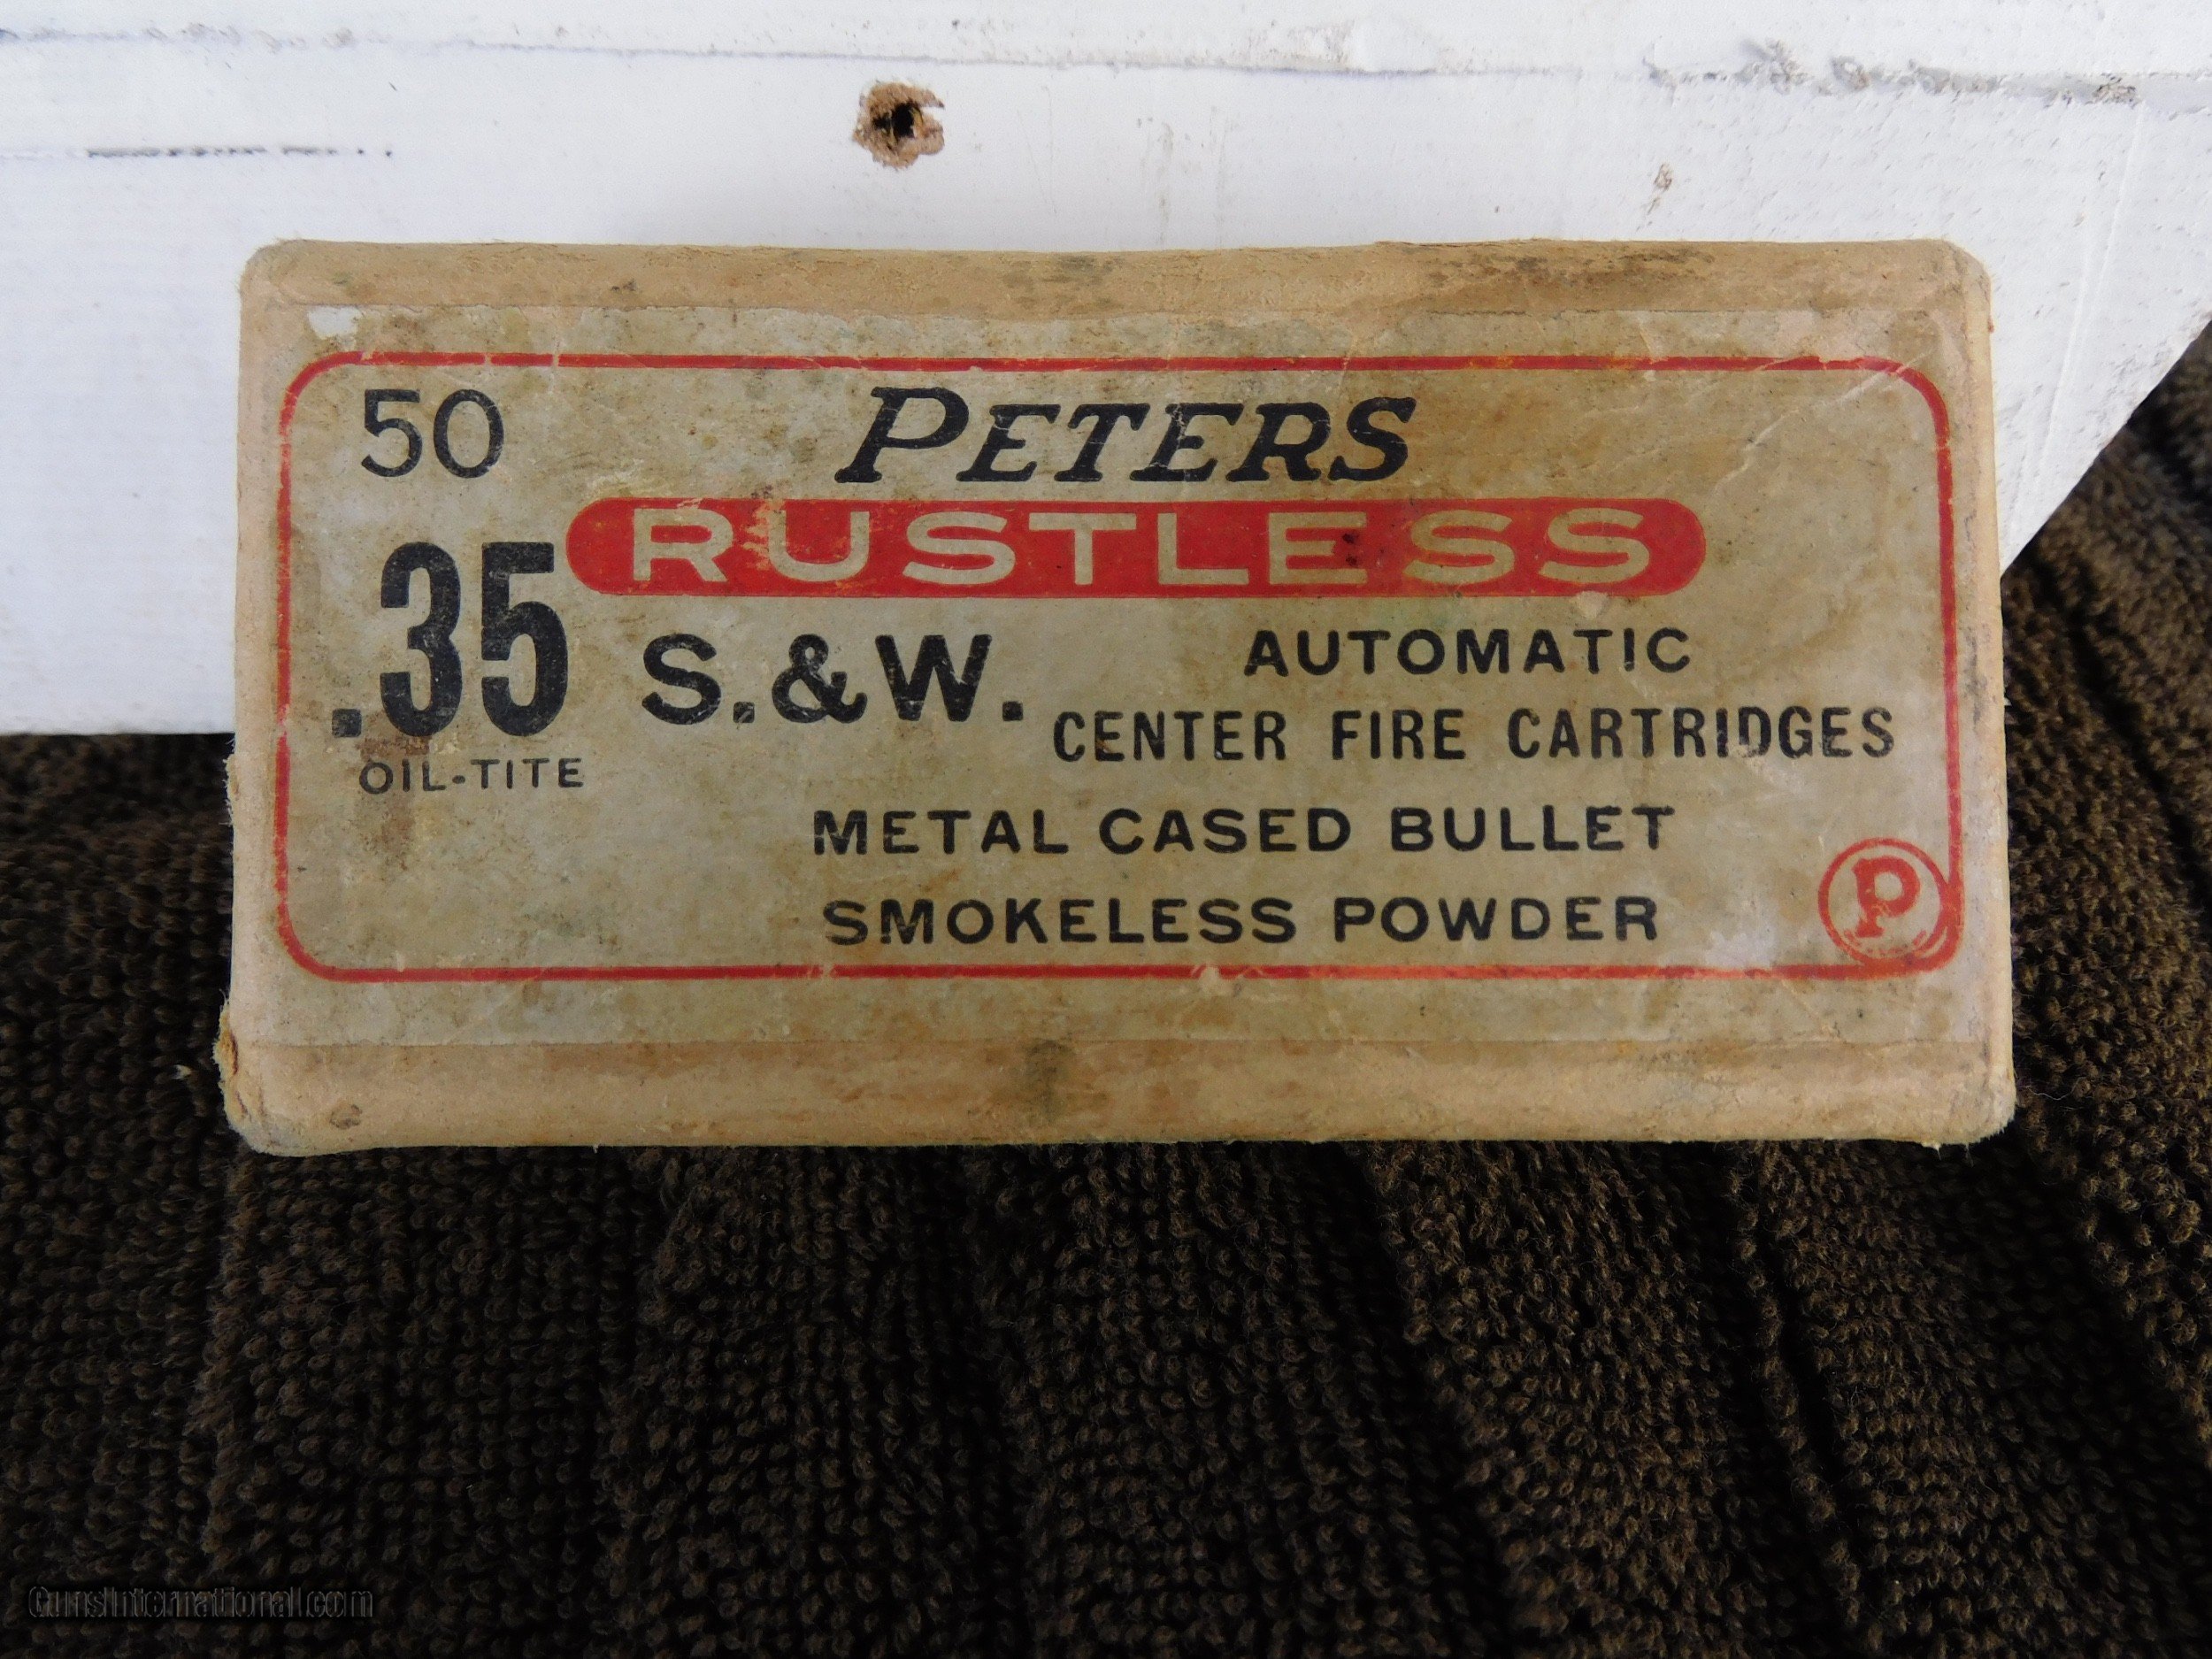 50
PETERS
RUSTLESS
.35 S.&W.
AUTOMATIC
CENTER FIRE CARTRIDGES
OIL-TITE
METAL CASED BULLET
SMOKELESS POWDER
P
GunsInternational.com